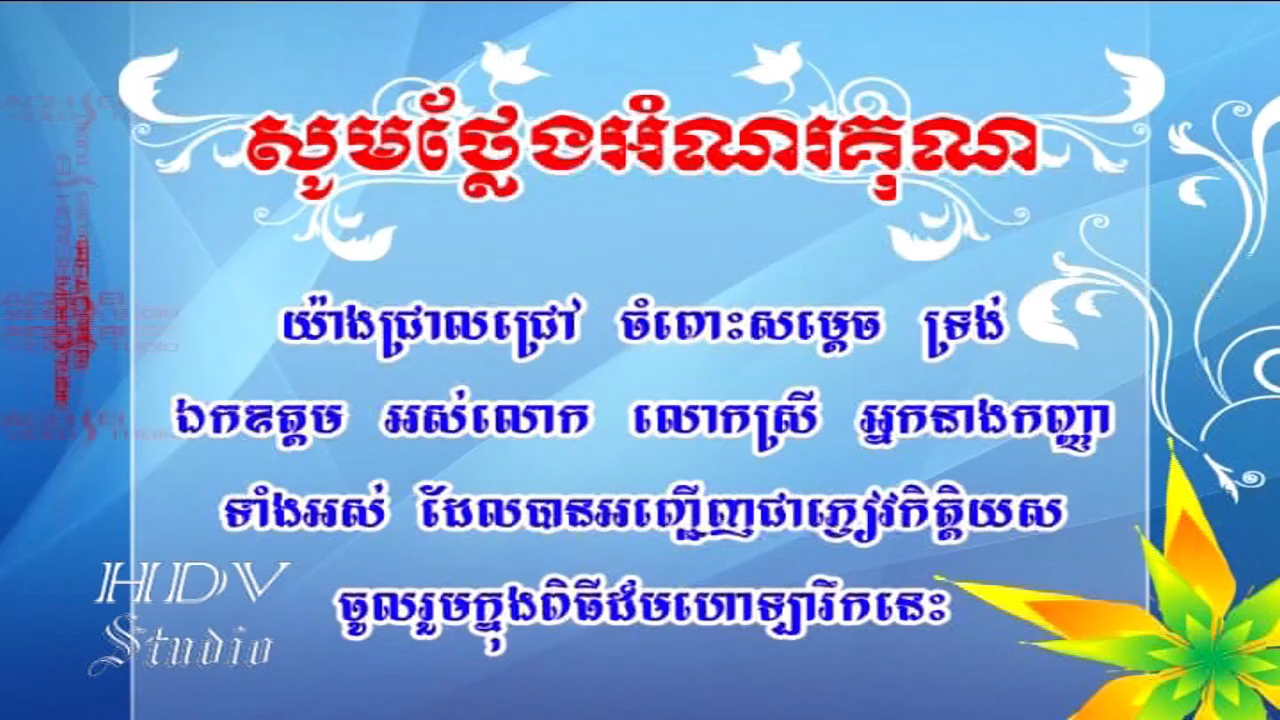 សូមថ្លែងអំណរគុណ
យ៉ាងជ្រាលជ្រៅ ចំពោះសម្ដេច ទ្រង់
ឯកឧត្តម អស់លោក លោកស្រី អ្នកនាងកញ្ញា
ទាំងអស់ ដែលបានអញ្ជើញជាភ្ញៀវកិត្តិយស
ចូលរួមក្នុងពិធីដ៏មហោឡារឹកនេះ
HDV
Studio